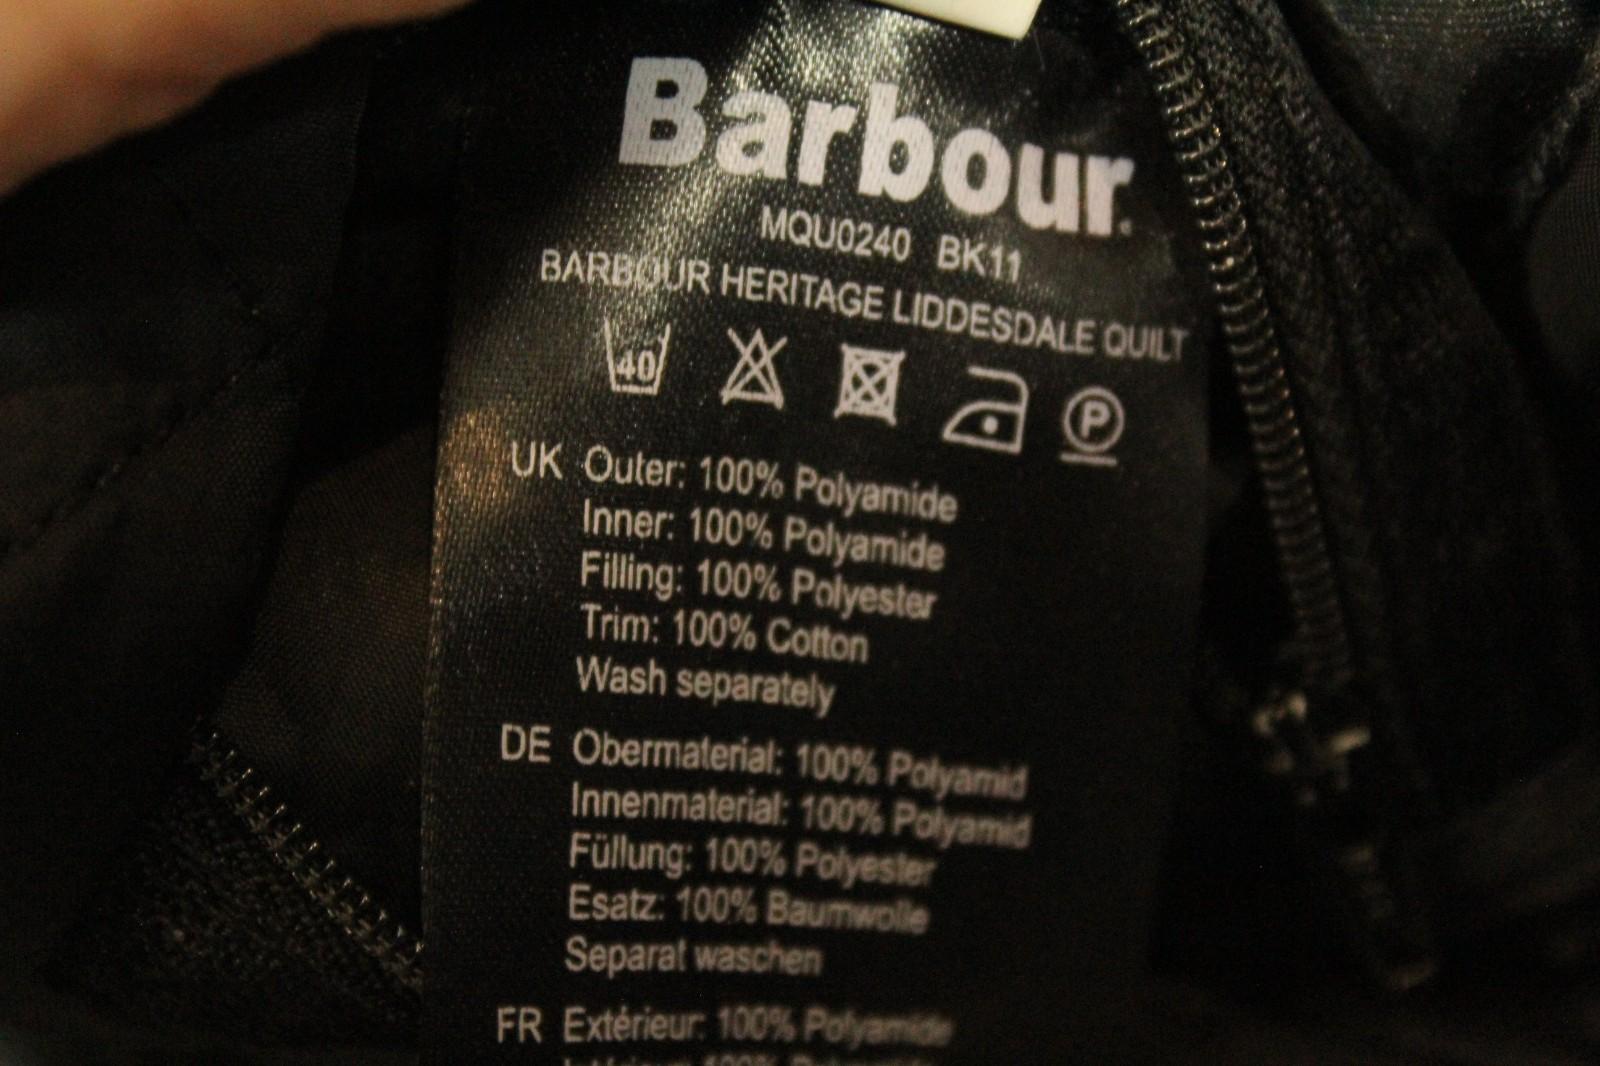 Barbour
MQU0240 BK11
BARBOUR HERITAGE LIDDESDALE QUILT
40 P
UK Outer: 100% Polyamide
Inner: 100% Polyamide
Filling: 100% Polyester
Trim: 100% Cotton
Wash separately
DE Obermaterial: 100% Polyamid
Innenmaterial: 100% Polyamid
Füllung: 100% Polyester
Esatz: 100% Baumwolle
Separat waschen
FR Extérieur: 100% Polyamide